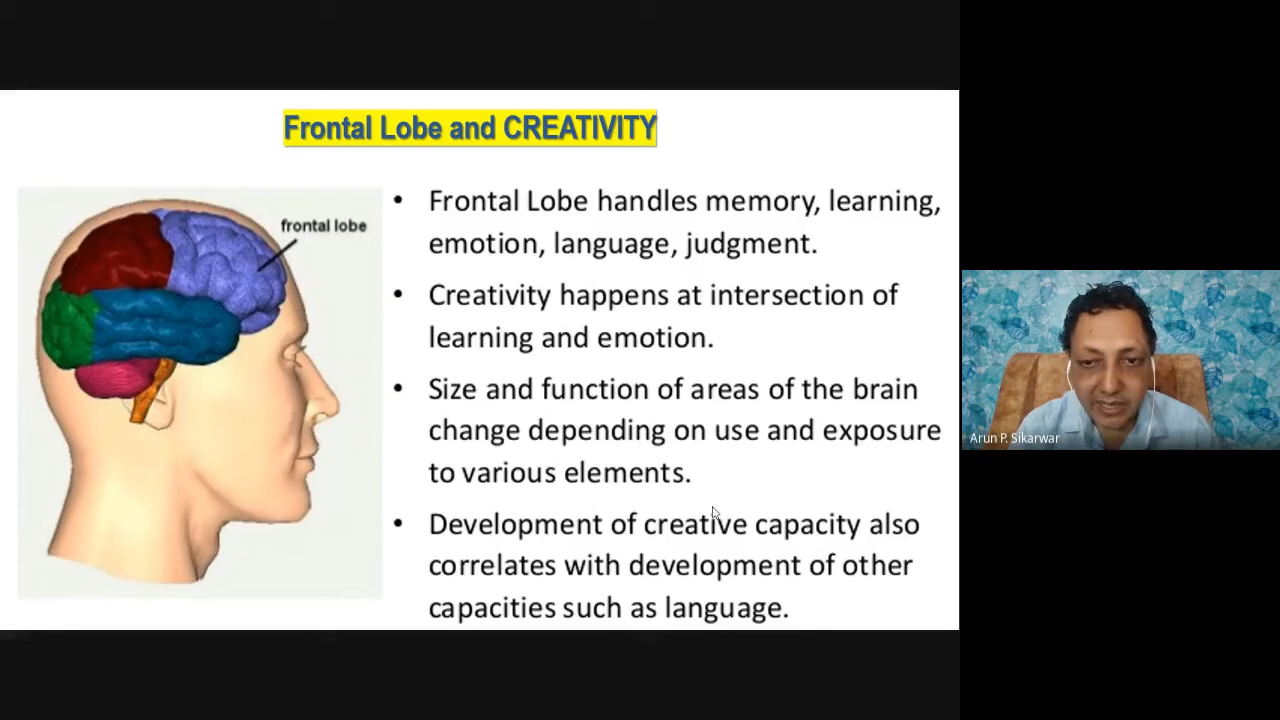 Frontal Lobe and CREATIVITY
frontal lobe
• Frontal Lobe handles memory, learning,
emotion, language, judgment.
• Creativity happens at intersection of
learning and emotion.
• Size and function of areas of the brain
change depending on use and exposure
to various elements.
• Development of creative capacity also
correlates with development of other
capacities such as language.
Arun P. Sikarwar